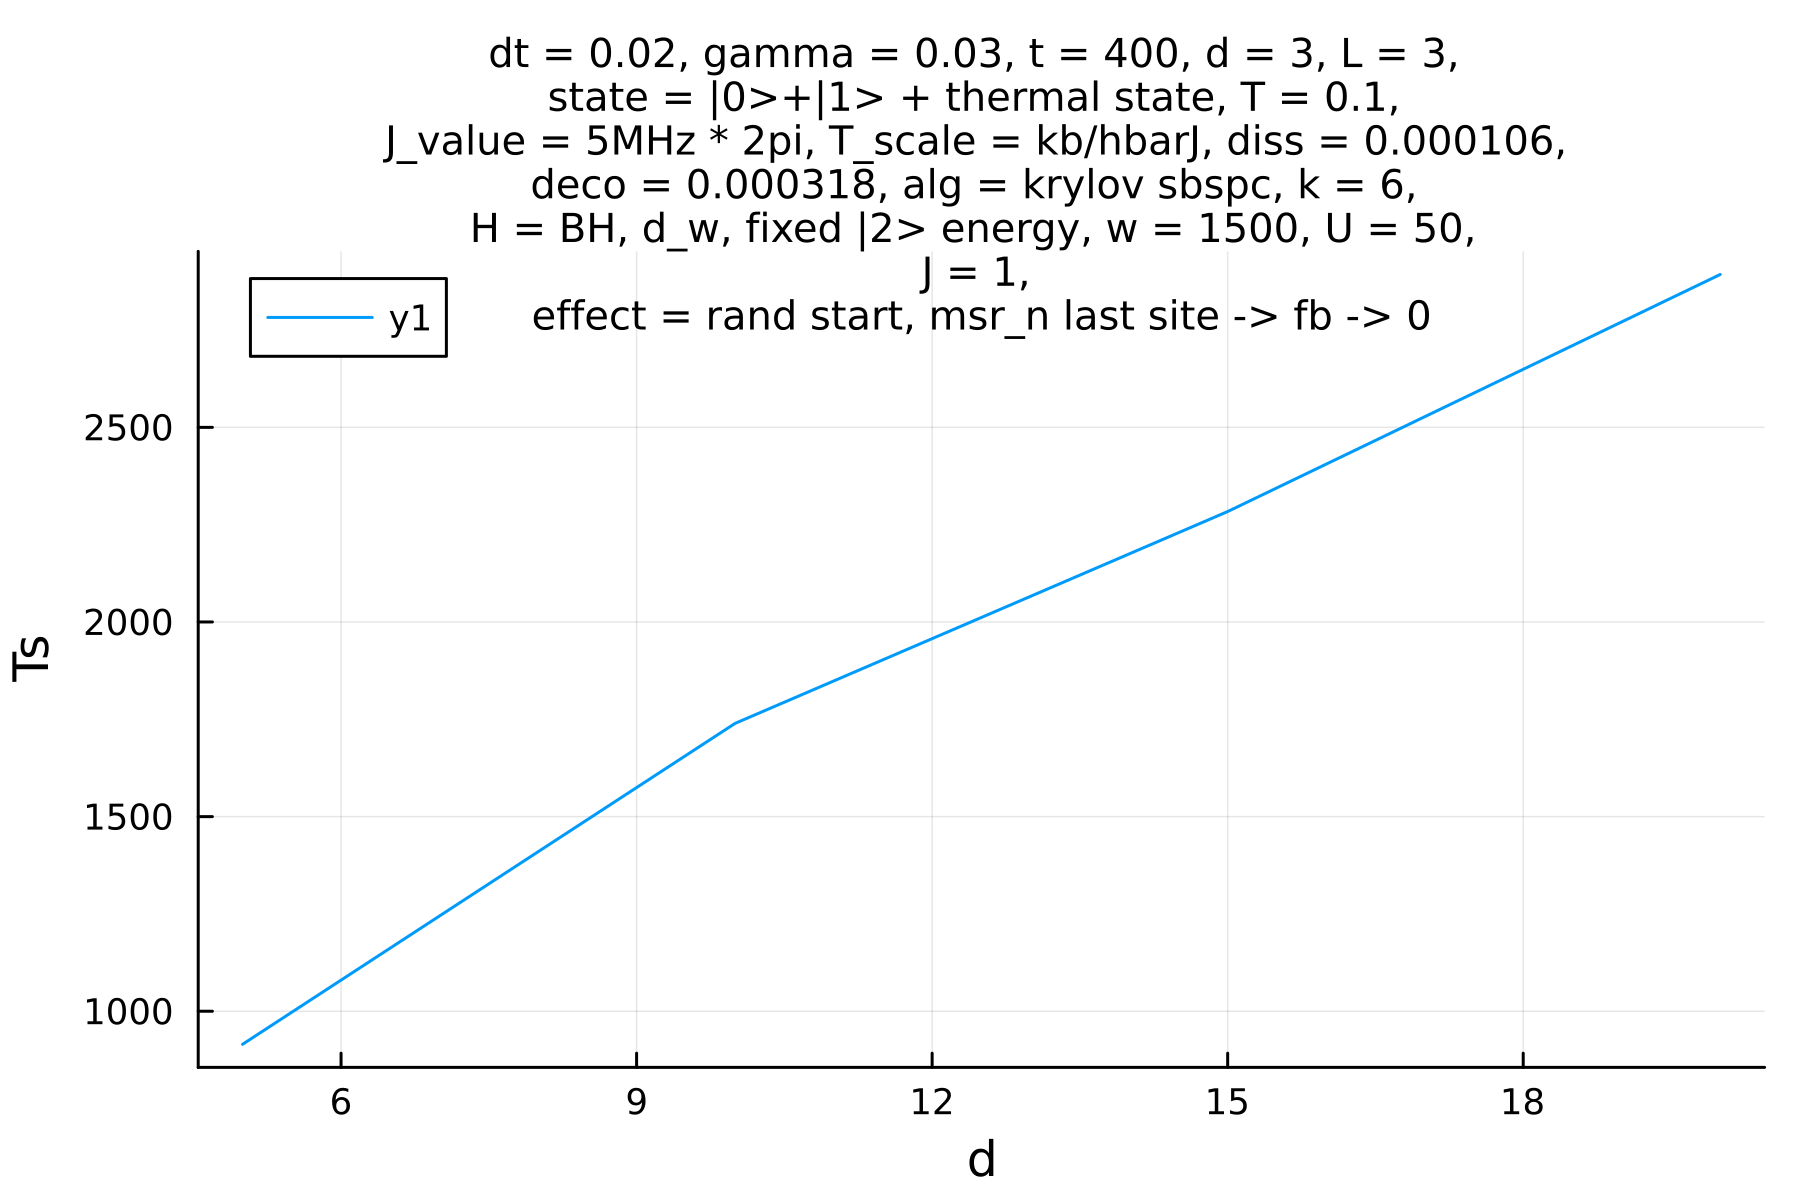 dt = 0.02, gamma = 0.03, t = 400, d = 3, L = 3,
state = |0>+|1> + thermal state, T = 0.1,
J_value = 5MHz * 2pi, T_scale = kb/hbarJ, diss = 0.000106,
deco = 0.000318, alg = krylov sbspc, k = 6,
H = BH, d_w, fixed |2> energy, w = 1500, U = 50,
J = 1,
effect = rand start, msr_n last site -> fb -> 0
y1
2500
2000
1500
1000
Ts
6 9 12 15 18
d